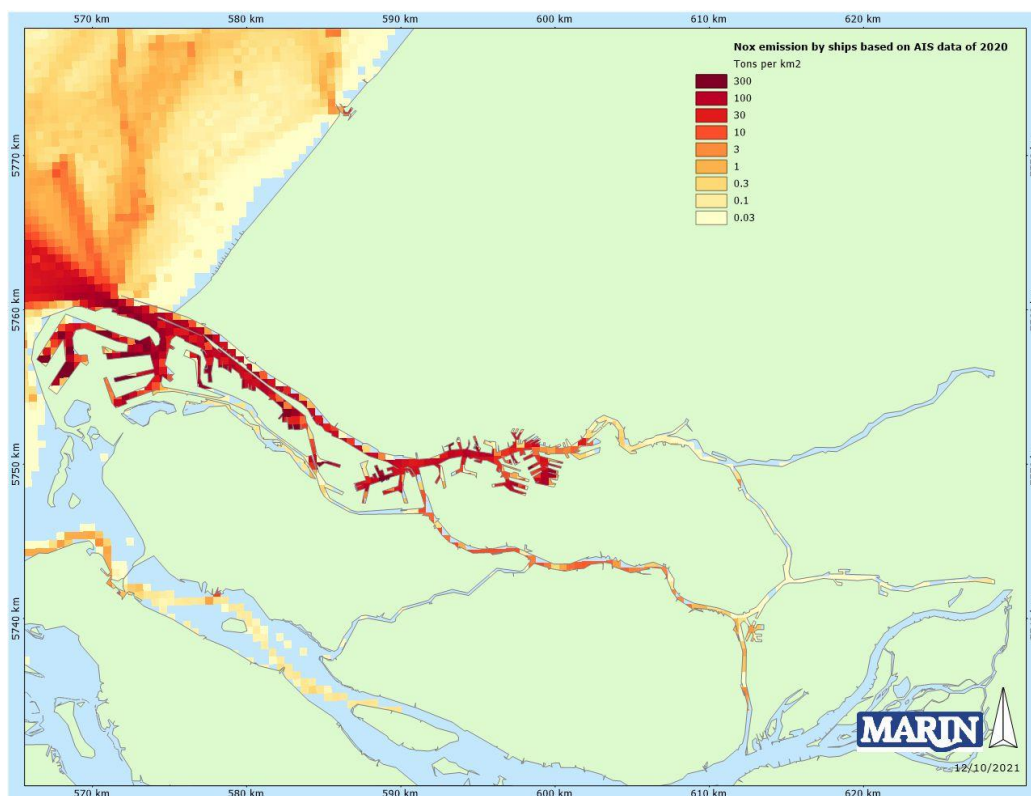 570 km 580 km 590 km 600 km 610 km 620 km
Nox emission by ships based on AIS data of 2020
Tons per km2
300
100
30
10
3
1
0.3
0.1
0.03
5770 km
5760 km
5750 km
5740 km
MARIN
12/10/2021
570 km 580 km 590 km 600 km 610 km 620 km